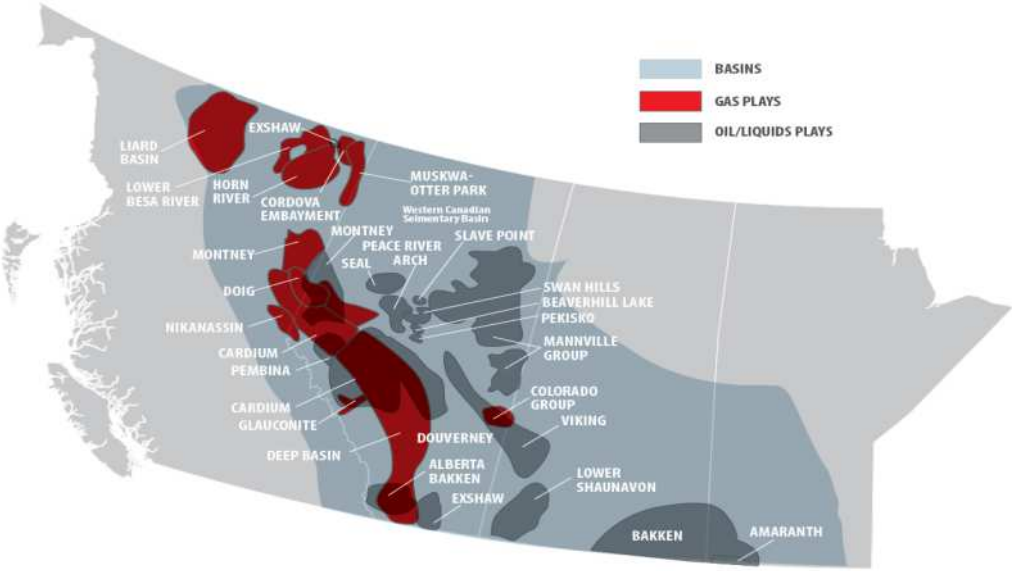 BASINS
GAS PLAYS
OIL/LIQUIDS PLAYS
LIARD
BASIN
EXSHAW
LOWER
BESA RIVER
HORN
RIVER
CORDOVA
EMBAYMENT
MUSKWA-
OTTER PARK
Western Canadian
Seimentary Basin
MONTNEY
MONTNEY
PEACE RIVER
ARCH
SLAVE POINT
SEAL
DOIG
SWAN HILLS
BEAVERHILL LAKE
PEKISKO
NIKANASSIN
MANNVILLE
GROUP
CARDIUM
PEMBINA
CARDIUM
GLAUCONITE
COLORADO
GROUP
VIKING
DEEP BASIN
DOUVERNEY
ALBERTA
BAKKEN
EXSHAW
LOWER
SHAUNAVON
BAKKEN
AMARANTH